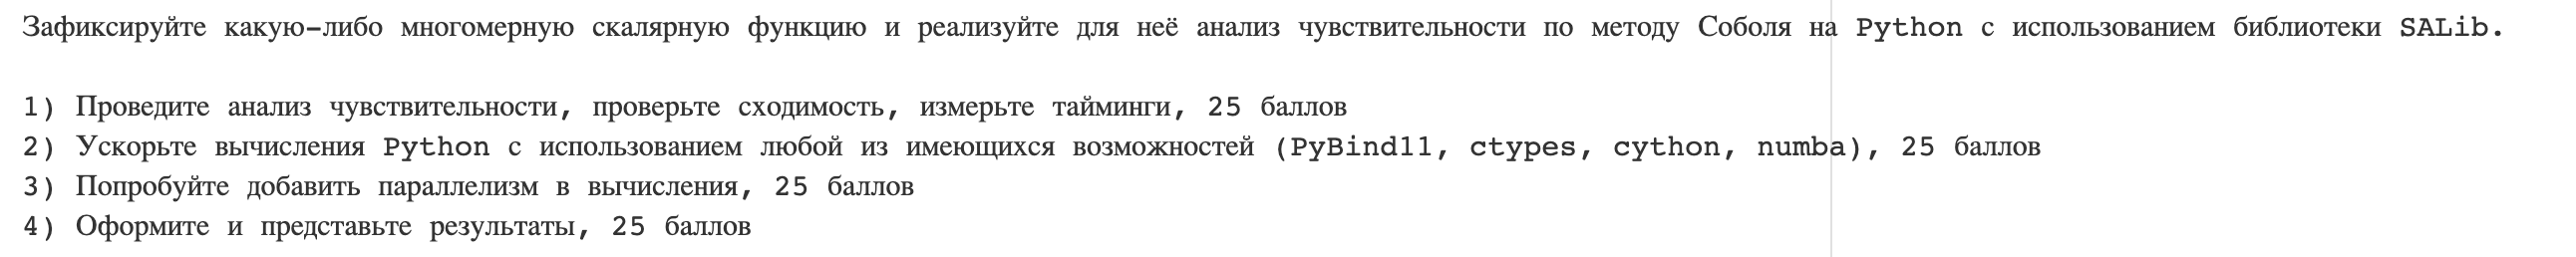 Зафиксируйте какую-либо многомерную скалярную функцию и реализуйте для неё анализ чувствительности по методу Соболя на Python с использованием библиотеки SALib.
1) Проведите анализ чувствительности, проверьте сходимость, измерьте тайминги, 25 баллов
2) Ускорьте вычисления Python с использованием любой из имеющихся возможностей (PyBind11, ctypes, cython, numba), 25 баллов
3) Попробуйте добавить параллелизм в вычисления, 25 баллов
4) Оформите и представьте результаты, 25 баллов